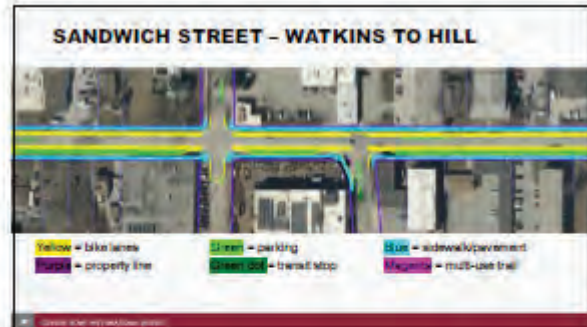 SANDWICH STREET – WATKINS TO HILL
Yellow = bike lanes
Green = parking
Blue = sidewalk/pavement
Purple = property line
Green dot = transit stop
Magenta = multi-use trail